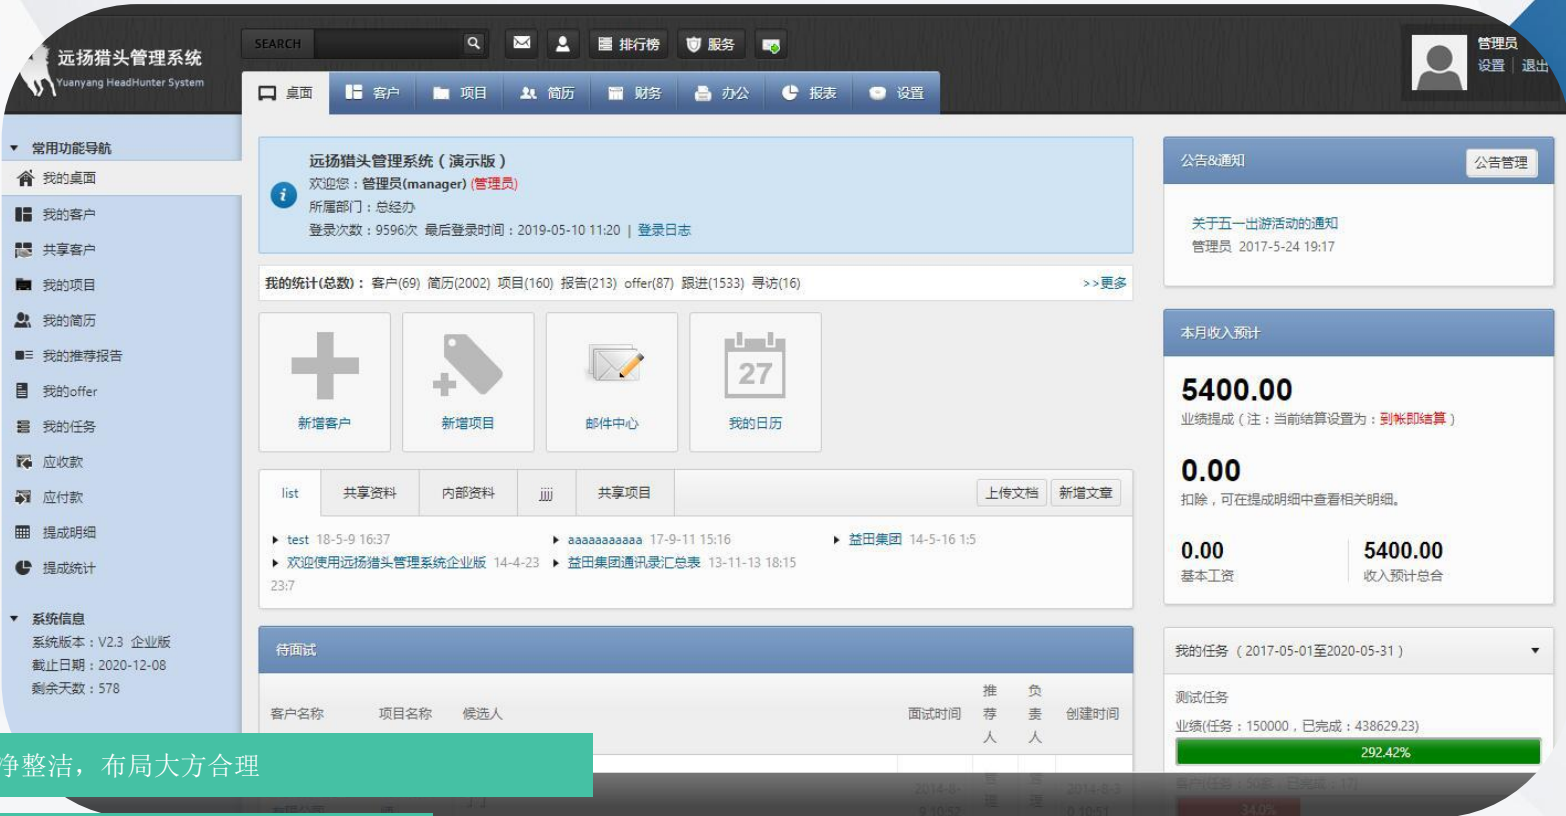 远扬猎头管理系统
Yuanyang HeadHunter System
SEARCH
排行榜
服务
管理员
设置 | 退出
桌面
客户
项目
简历
财务
办公
报表
设置
常用功能导航
我的桌面
我的客户
共享客户
我的项目
我的简历
我的推荐报告
我的offer
我的任务
应收款
应付款
提成明细
提成统计
系统信息
系统版本：V2.3 企业版
截止日期：2020-12-08
剩余天数：578
远扬猎头管理系统（演示版）
欢迎您：管理员(manager) (管理员)
所属部门：总经办
登录次数：9596次 最后登录时间：2019-05-10 11:20 | 登录日志
我的统计(总数)：客户(69) 简历(2002) 项目(160) 报告(213) offer(87) 跟进(1533) 寻访(16)
>>更多
新增客户
新增项目
邮件中心
27
我的日历
list
共享资料
内部资料
jjjj
共享项目
上传文档
新增文章
test 18-5-9 16:37
aaaaaaaaaaa 17-9-11 15:16
益田集团 14-5-16 1:5
欢迎使用远扬猎头管理系统企业版 14-4-23
23:7
益田集团通讯录汇总表 13-11-13 18:15
待面试
客户名称
项目名称
候选人
面试时间
推荐人
负责人
创建时间
公告&通知
公告管理
关于五一出游活动的通知
管理员 2017-5-24 19:17
本月收入预计
5400.00
业绩提成（注：当前结算设置为：到帐即结算）
0.00
扣除，可在提成明细中查看相关明细。
0.00
基本工资
5400.00
收入预计总合
我的任务（2017-05-01至2020-05-31）
测试任务
业绩(任务：150000，已完成：438629.23)
292.42%
34.0%
净整洁，布局大方合理